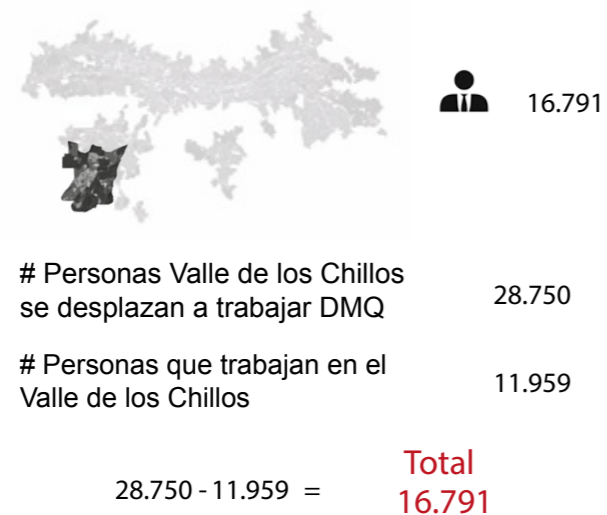 16.791
# Personas Valle de los Chillos
se desplazan a trabajar DMQ
28.750
# Personas que trabajan en el
Valle de los Chillos
11.959
28.750 - 11.959 =
Total
16.791